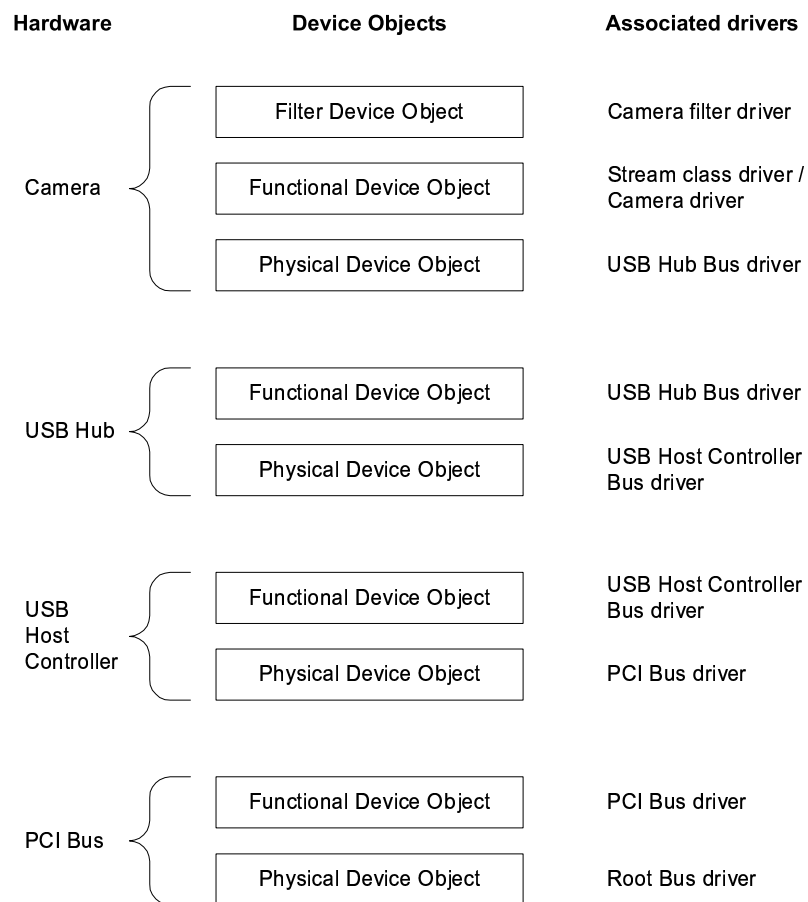 Hardware
Device Objects
Associated drivers
Camera
Filter Device Object
Camera filter driver
Functional Device Object
Stream class driver /
Camera driver
Physical Device Object
USB Hub Bus driver
USB Hub
Functional Device Object
USB Hub Bus driver
Physical Device Object
USB Host Controller
Bus driver
USB
Host
Controller
Functional Device Object
USB Host Controller
Bus driver
Physical Device Object
PCI Bus driver
PCI Bus
Functional Device Object
PCI Bus driver
Physical Device Object
Root Bus driver